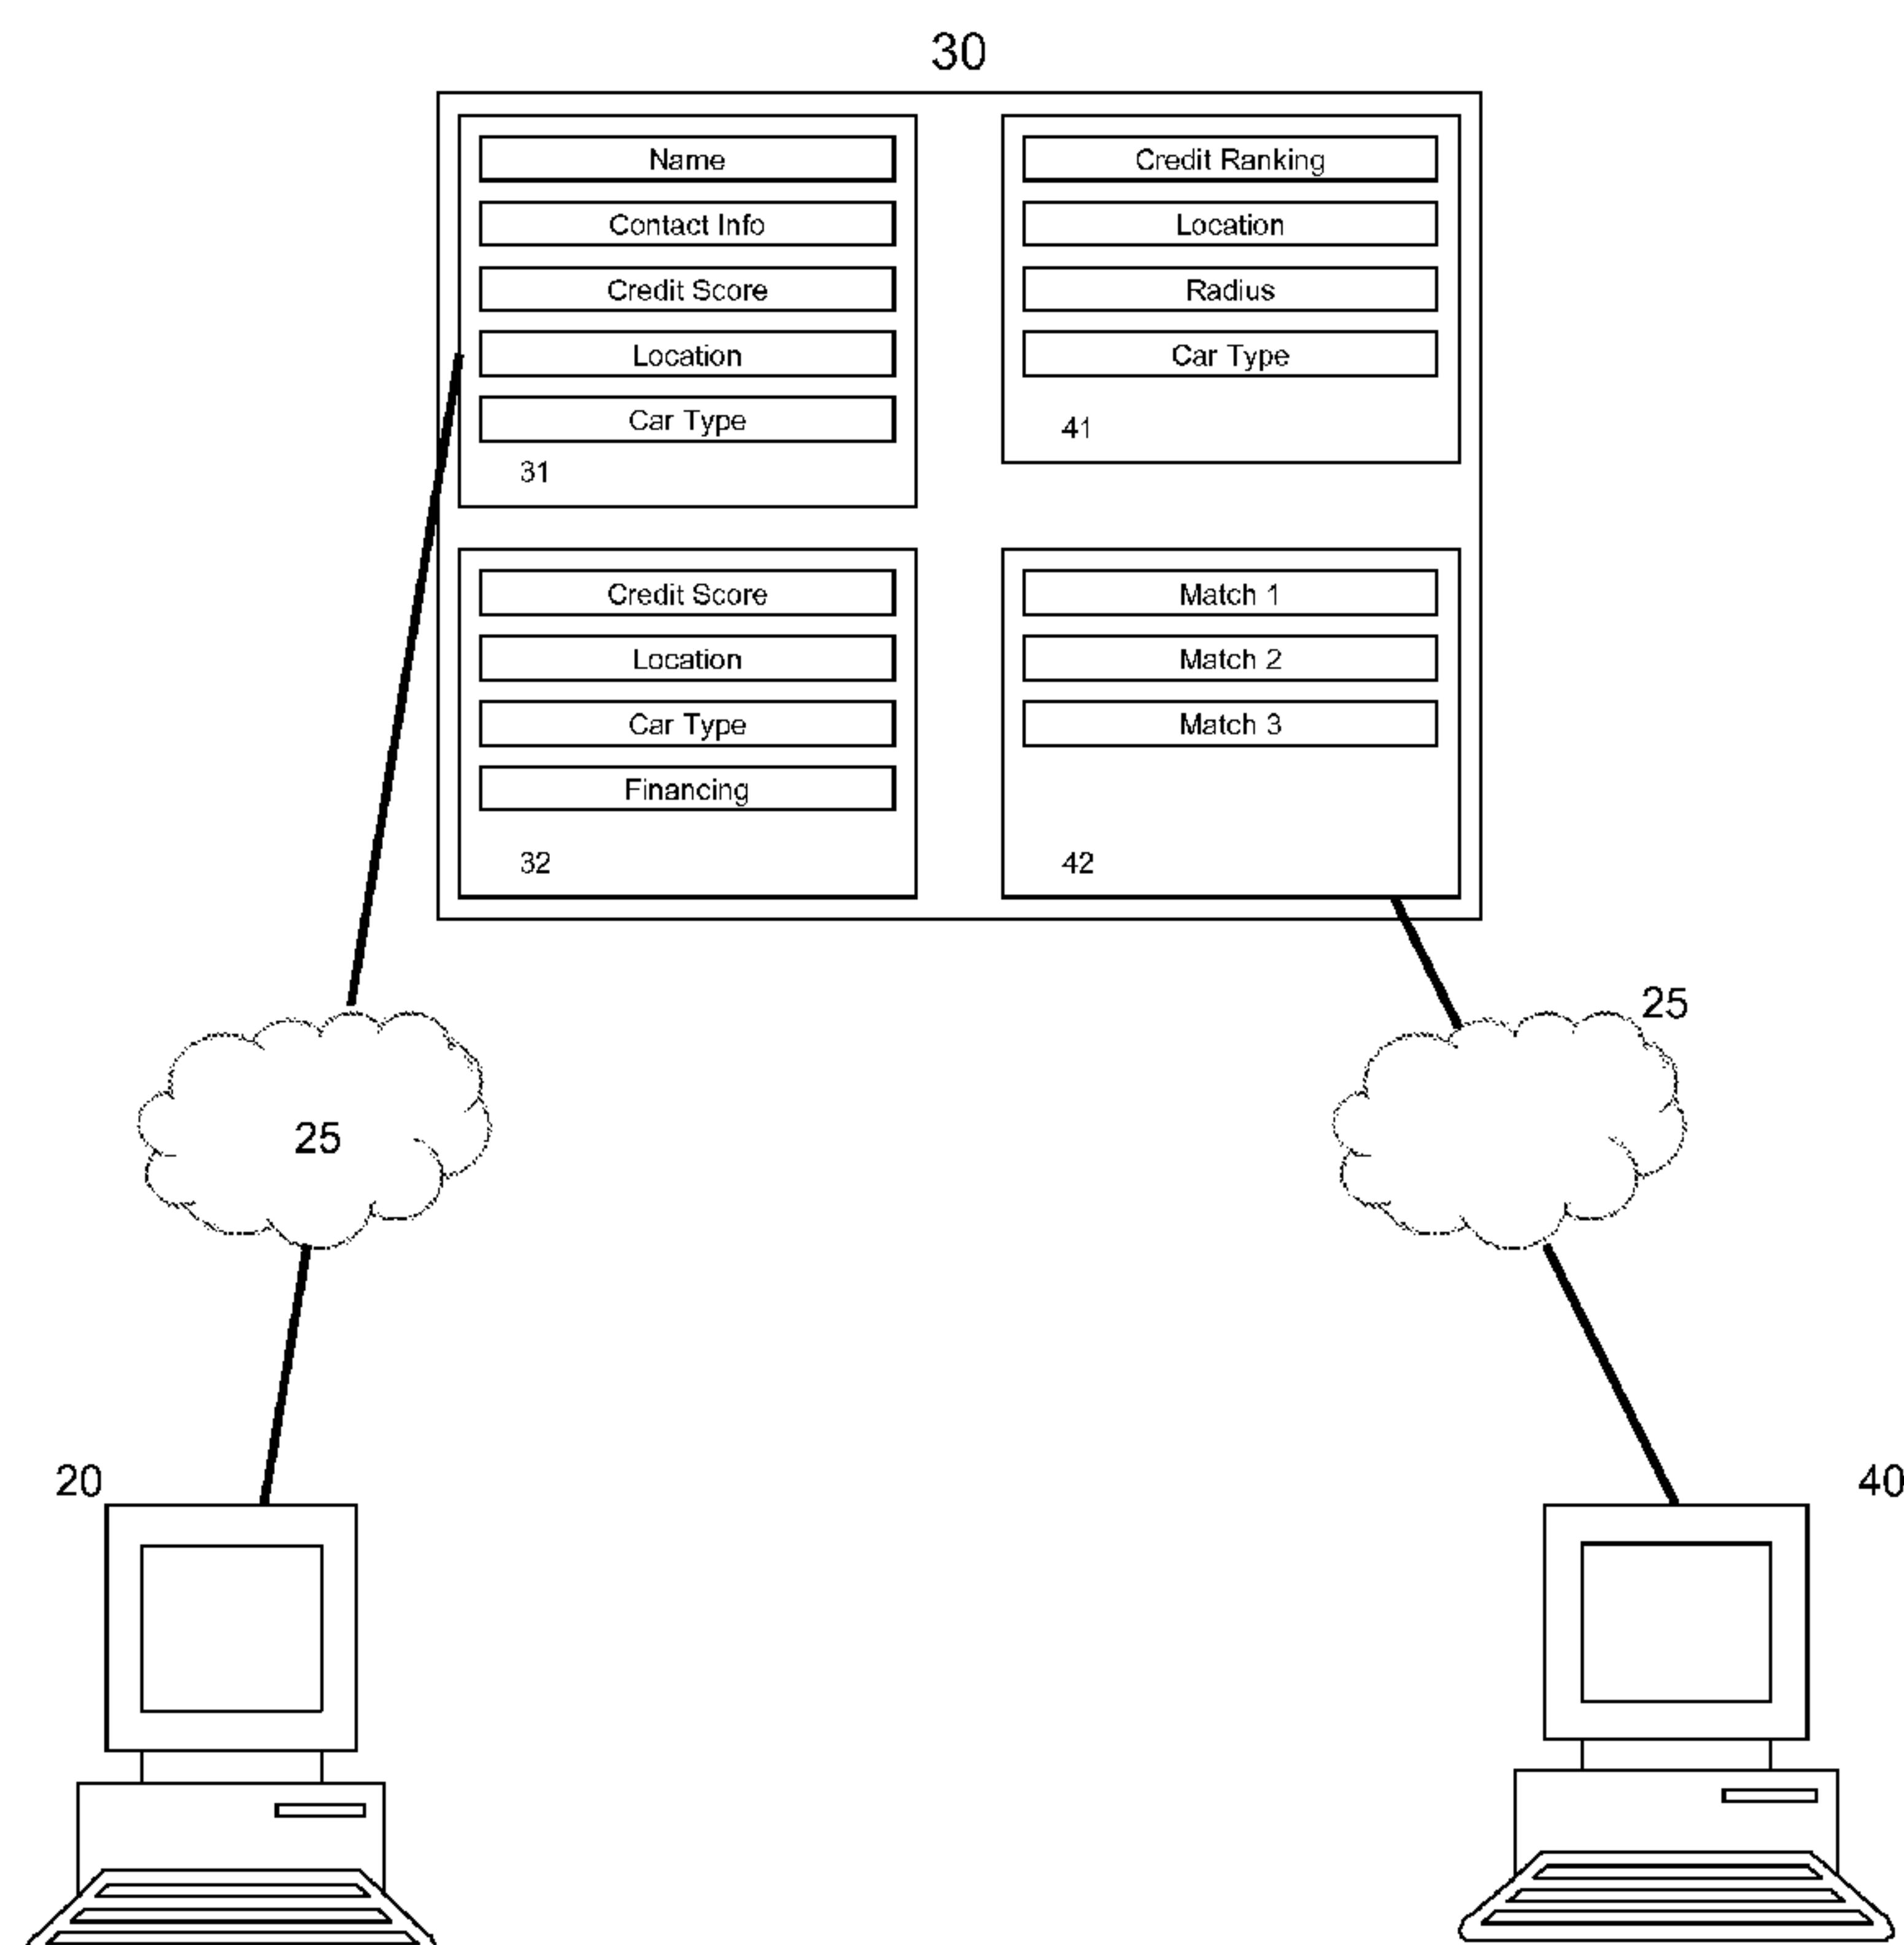 30
Name
Contact Info
Credit Score
Location
Car Type
31
Credit Ranking
Location
Radius
Car Type
41
Credit Score
Location
Car Type
Financing
32
Match 1
Match 2
Match 3
42
25
25
20
40